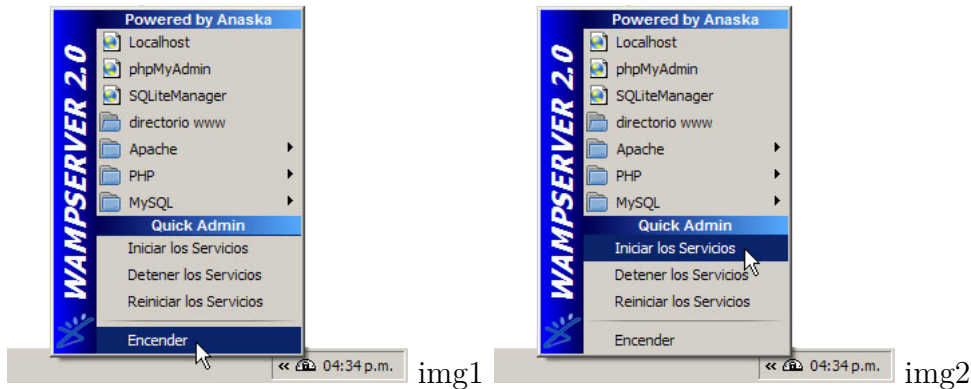 Powered by Anaska
Localhost
phpMyAdmin
SQLiteManager
directorio www
Apache
PHP
MySQL
Quick Admin
Iniciar los Servicios
Detener los Servicios
Reiniciar los Servicios
Encender
WAMPSERVER 2.0
« 04:34 p.m.
img1
Powered by Anaska
Localhost
phpMyAdmin
SQLiteManager
directorio www
Apache
PHP
MySQL
Quick Admin
Iniciar los Servicios
Detener los Servicios
Reiniciar los Servicios
Encender
WAMPSERVER 2.0
« 04:34 p.m.
img2